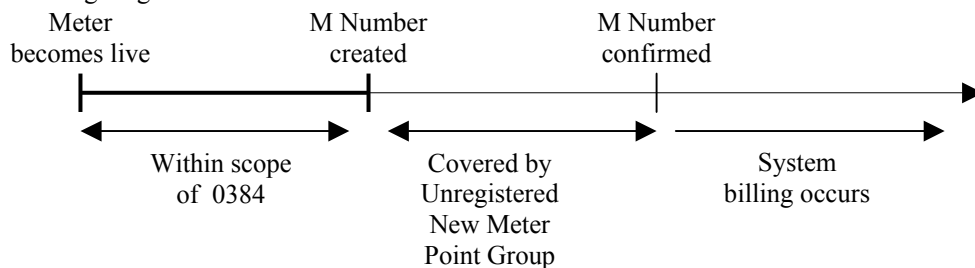 Meter
becomes live
M Number
created
M Number
confirmed
Within scope
of 0384
Covered by
Unregistered
New Meter
Point Group
System
billing occurs